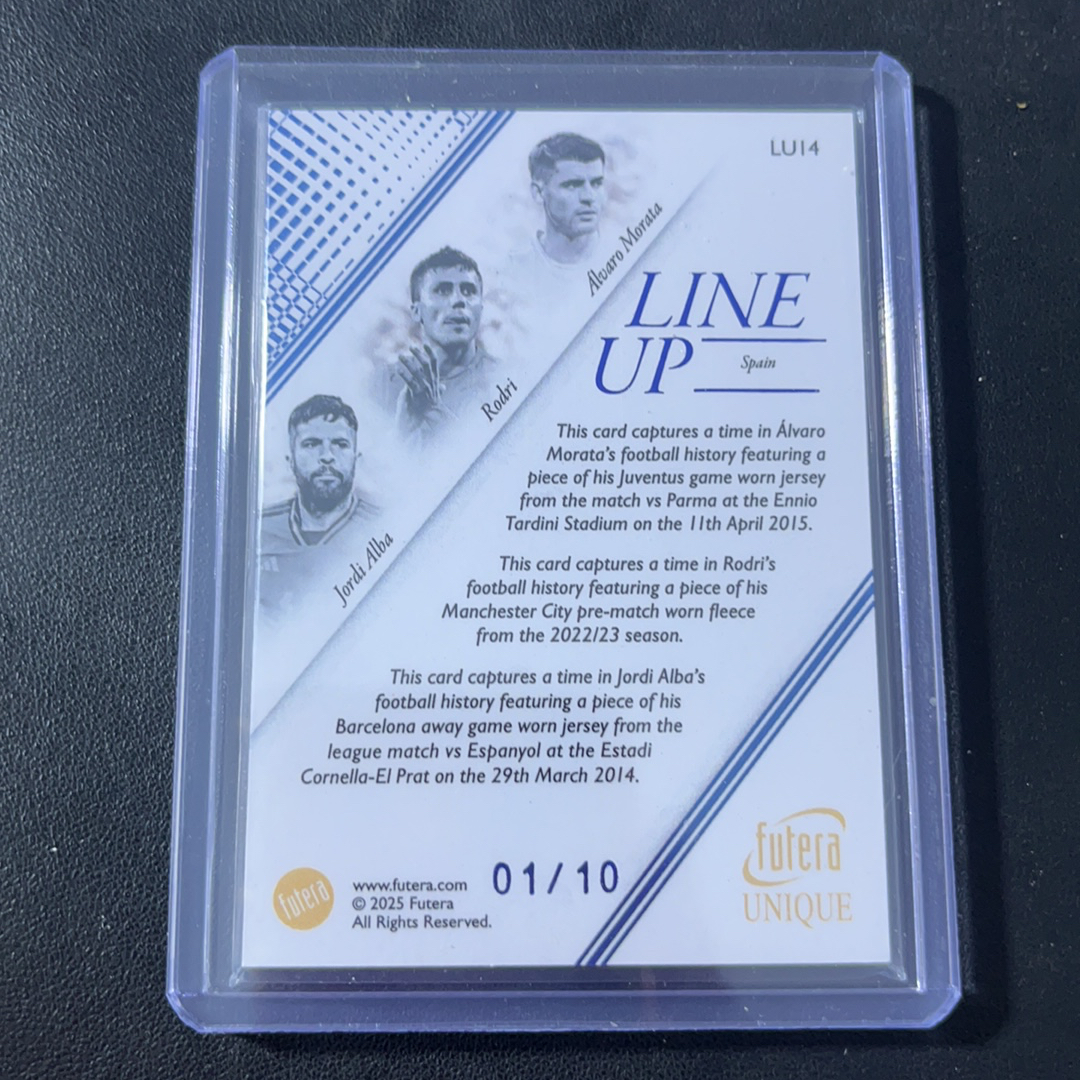 LU14
Álvaro Morata
Rodri
Jordi Alba
LINE
UP
Spain
This card captures a time in Álvaro
Morata's football history featuring a
piece of his Juventus game worn jersey
from the match vs Parma at the Ennio
Tardini Stadium on the 11th April 2015.
This card captures a time in Rodri's
football history featuring a piece of his
Manchester City pre-match worn fleece
from the 2022/23 season.
This card captures a time in Jordi Alba's
football history featuring a piece of his
Barcelona away game worn jersey from the
league match vs Espanyol at the Estadi
Cornella-El Prat on the 29th March 2014.
futera
www.futera.com
© 2025 Futera
All Rights Reserved.
01/10
futera
UNIQUE